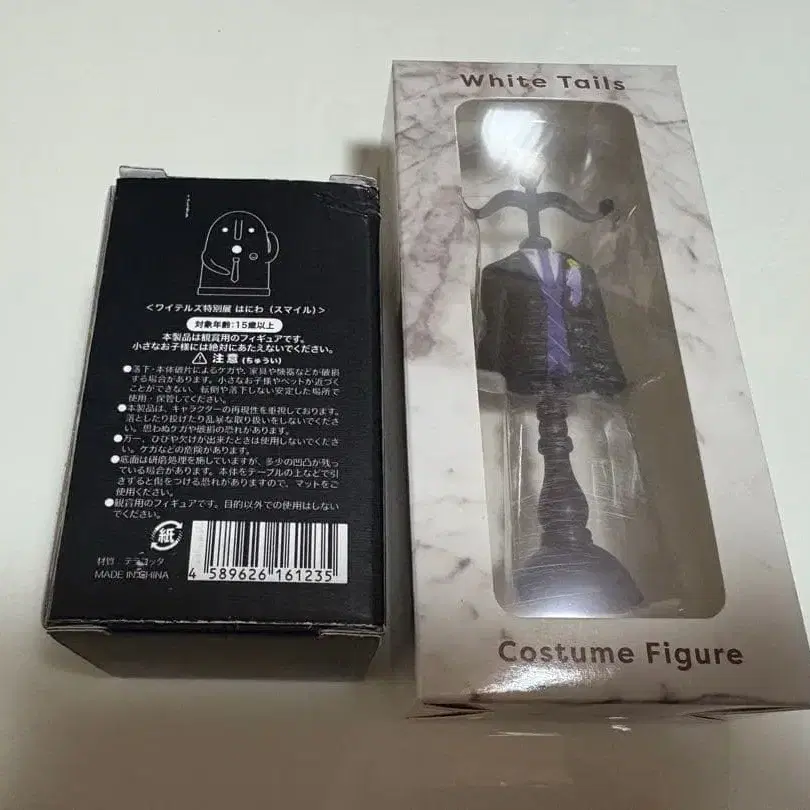 <ワイテルズ特別展 はにわ（スマイル）>
対象年齢:15歳以上
本製品は観賞用のフィギュアです。
小さなお子様には絶対にあたえないでください。
⚠ 注意 (ちゅうい)
●落下・本体破片によるケガや、家具や機器などが破損
する場合があります。小さなお子様やペットが近づく
ことができない、転倒や落下しない安定した場所で
使用・保管してください。
●本製品は、キャラクターの再現性を重視しております。
落としたり投げたり乱暴な取り扱いをしないでくださ
い。思わぬケガや破損の恐れがあります。
●万一、ひびや欠けが出来たときは使用しないでくださ
い。ケガなどの危険があります。
●底面は研磨処理を施していますが、多少の凹凸が残っ
ている場合があります。本体をテーブルの上などで引
きずると傷をつける恐れがありますので、マットをご
使用ください。
●観賞用のフィギュアです。目的以外での使用はしない
でください。
紙
材質 テラコッタ
MADE IN CHINA
4 589626 161235
White Tails
Costume Figure